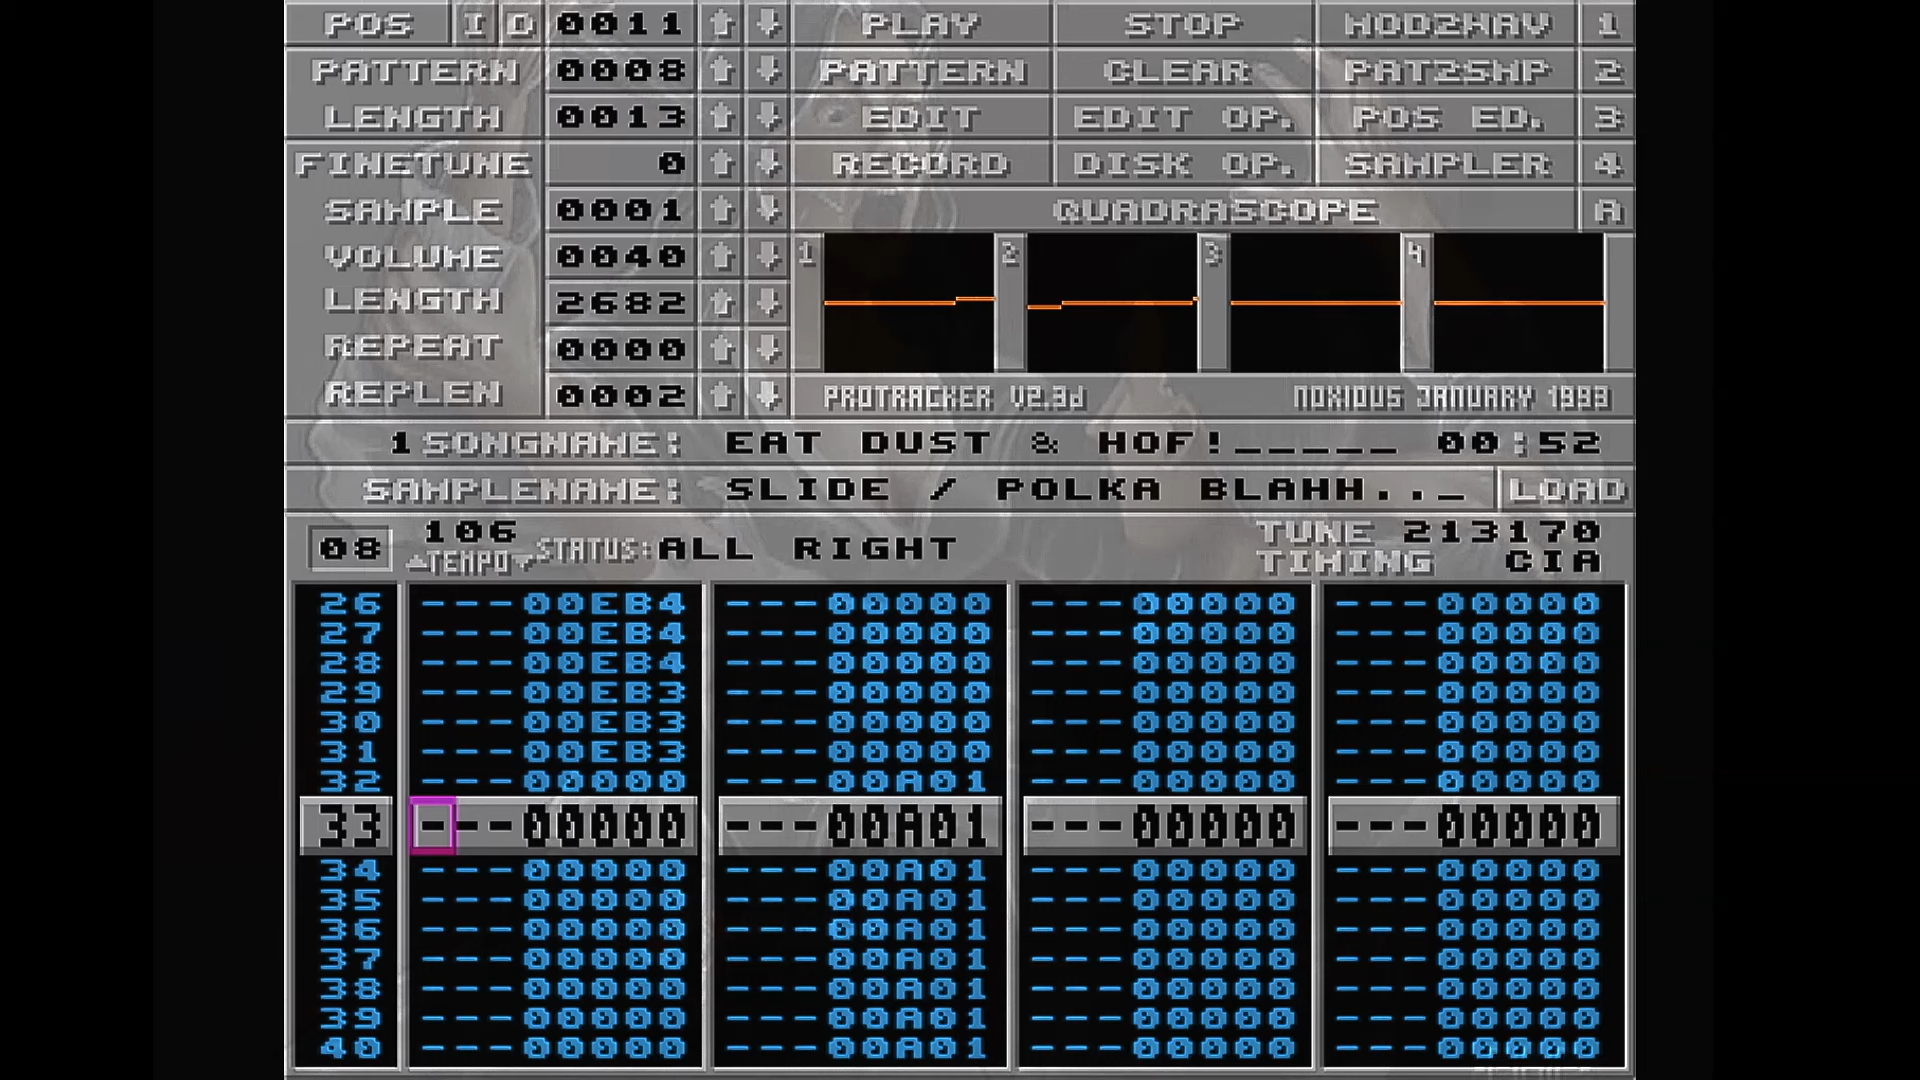 POS I D 0011 PLAY STOP MOD2WAV 1
PATTERN 0008 PATTERN CLEAR PAT2SMP 2
LENGTH 0013 EDIT EDIT OP. POS ED. 3
FINETUNE 0 RECORD DISK OP. SAMPLER 4
SAMPLE 0001 QUADRASCOPE A
VOLUME 0040 1 2 3 4
LENGTH 2682
REPEAT 0000
REPLEN 0002 PROTRACKER V2.3d NOXIOUS JANUARY 1993
1 SONGNAME: EAT DUST & HOF!_____ 00:52
SAMPLENAME: SLIDE / POLKA BLAHH.._ LOAD
08 106 TEMPO STATUS: ALL RIGHT TUNE 213170
TIMING CIA
26 ---00EB4 ---00000 ---00000 ---00000
27 ---00EB4 ---00000 ---00000 ---00000
28 ---00EB4 ---00000 ---00000 ---00000
29 ---00EB3 ---00000 ---00000 ---00000
30 ---00EB3 ---00000 ---00000 ---00000
31 ---00EB3 ---00000 ---00000 ---00000
32 ---00000 ---00A01 ---00000 ---00000
33 ---00000 ---00A01 ---00000 ---00000
34 ---00000 ---00A01 ---00000 ---00000
35 ---00000 ---00A01 ---00000 ---00000
36 ---00000 ---00A01 ---00000 ---00000
37 ---00000 ---00A01 ---00000 ---00000
38 ---00000 ---00A01 ---00000 ---00000
39 ---00000 ---00A01 ---00000 ---00000
40 ---00000 ---00A01 ---00000 ---00000